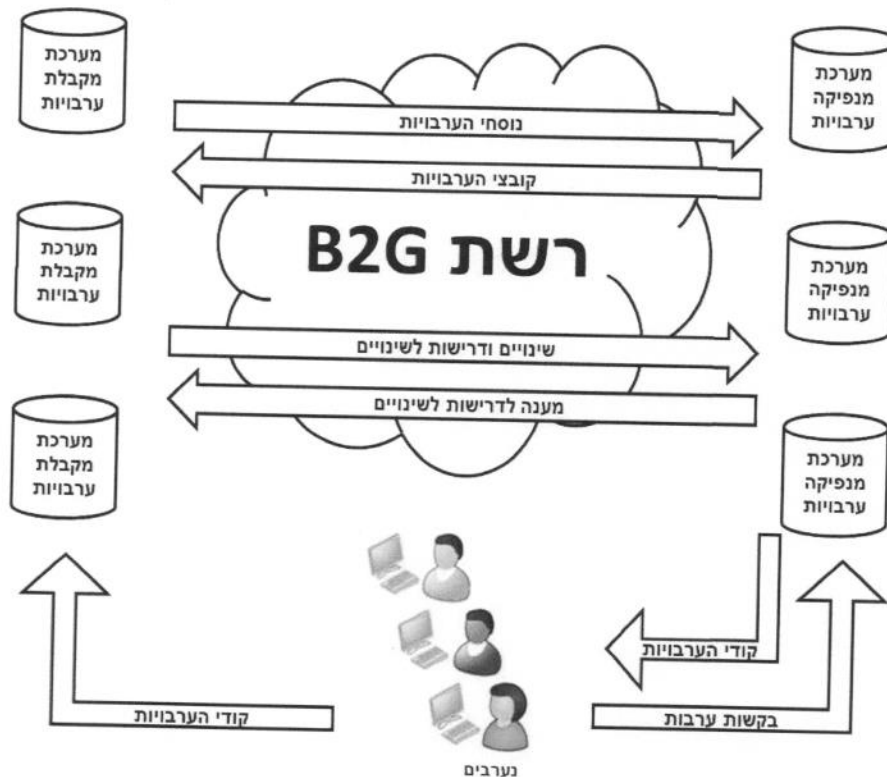 מערכת
מקבלת
ערבויות
מערכת
מנפיקה
ערבויות
נוסחי הערבויות
קובצי הערבויות
רשת B2G
מערכת
מקבלת
ערבויות
מערכת
מנפיקה
ערבויות
שינויים ודרישות לשינויים
מענה לדרישות לשינויים
מערכת
מקבלת
ערבויות
מערכת
מנפיקה
ערבויות
קודי הערבויות
קודי הערבויות
בקשות ערבות
נערבים